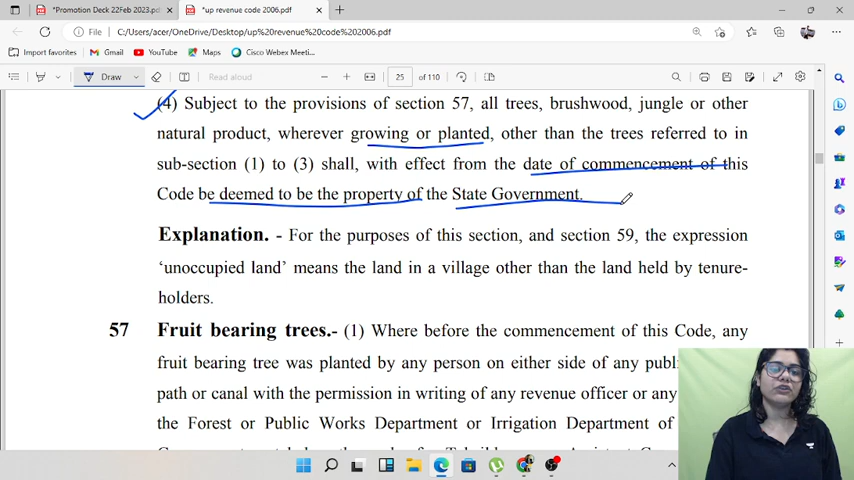 *Promotion Deck 22Feb 2023.pdf
*up revenue code 2006.pdf
File
C:/Users/acer/OneDrive/Desktop/up%20revenue%20code%202006.pdf
Import favorites
Gmail
YouTube
Maps
Cisco Webex Meet...
Draw
Read aloud
25 of 110
(4) Subject to the provisions of section 57, all trees, brushwood, jungle or other
natural product, wherever growing or planted, other than the trees referred to in
sub-section (1) to (3) shall, with effect from the date of commencement of this
Code be deemed to be the property of the State Government.
Explanation. - For the purposes of this section, and section 59, the expression
‘unoccupied land’ means the land in a village other than the land held by tenure-
holders.
57 Fruit bearing trees.- (1) Where before the commencement of this Code, any
fruit bearing tree was planted by any person on either side of any
path or canal with the permission in writing of any revenue officer or any
the Forest or Public Works Department or Irrigation Department of